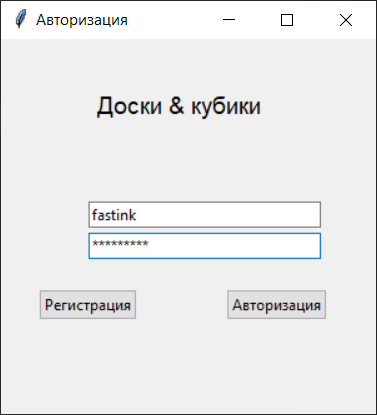 Авторизация
Доски & кубики
fastink
*********
Регистрация Авторизация